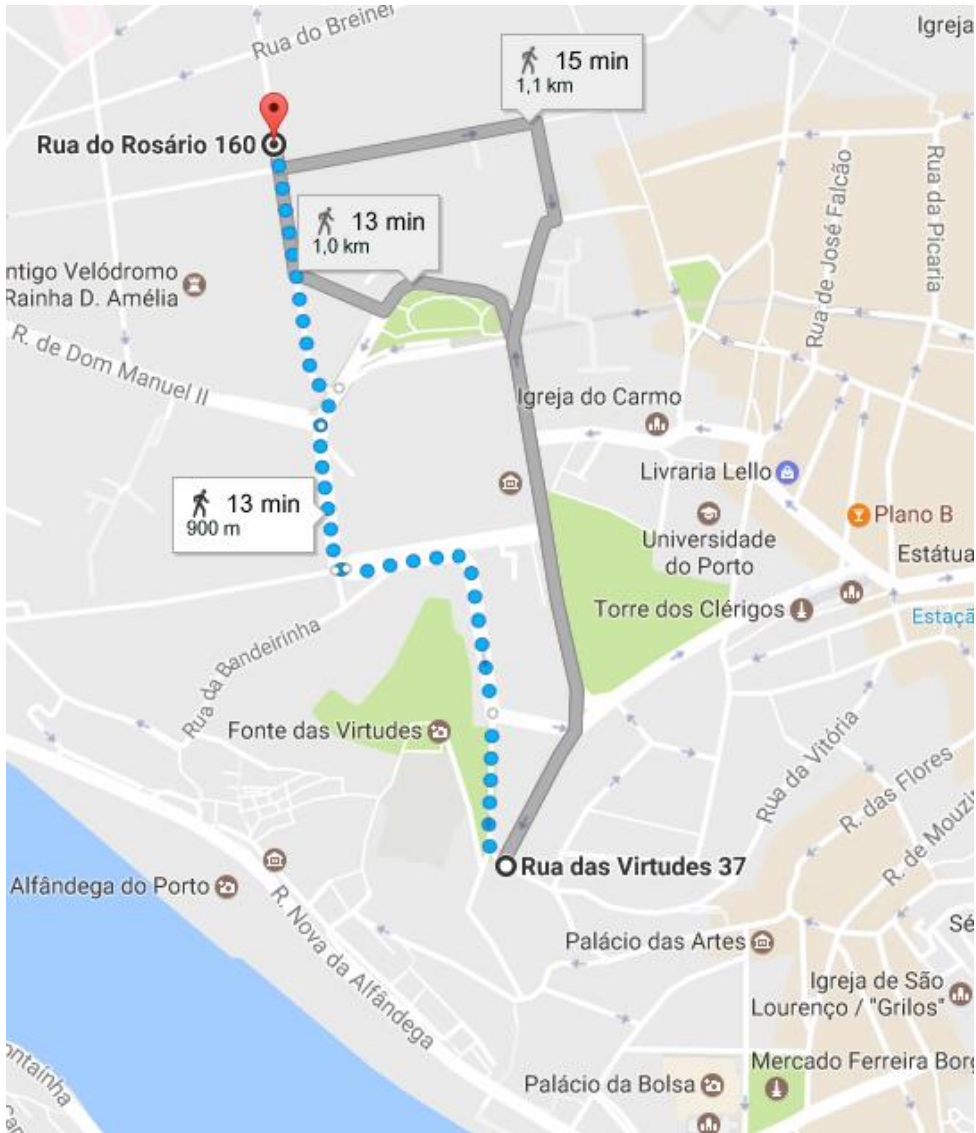 Igreja
Rua do Breiner
15 min
1,1 km
Rua do Rosário 160
Rua de José Falcão
Rua da Picaria
13 min
1,0 km
ntigo Velódromo
Rainha D. Amélia
R. de Dom Manuel II
Igreja do Carmo
Livraria Lello
13 min
900 m
Plano B
Universidade
do Porto
Estátua
Torre dos Clérigos
Estaçã
Rua da Bandeirinha
Fonte das Virtudes
Rua da Vitória
R. das Flores
R. de Mouzin
Rua das Virtudes 37
Alfândega do Porto
R. Nova da Alfândega
Sé
Palácio das Artes
Igreja de São
Lourenço / "Grilos"
ontaínha
Mercado Ferreira Borg
Palácio da Bolsa